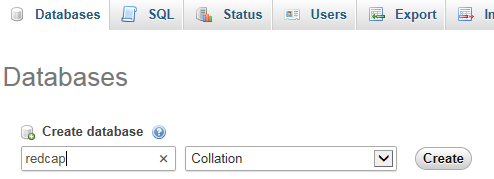 Databases SQL Status Users Export
Databases
Create database
redcap Collation Create